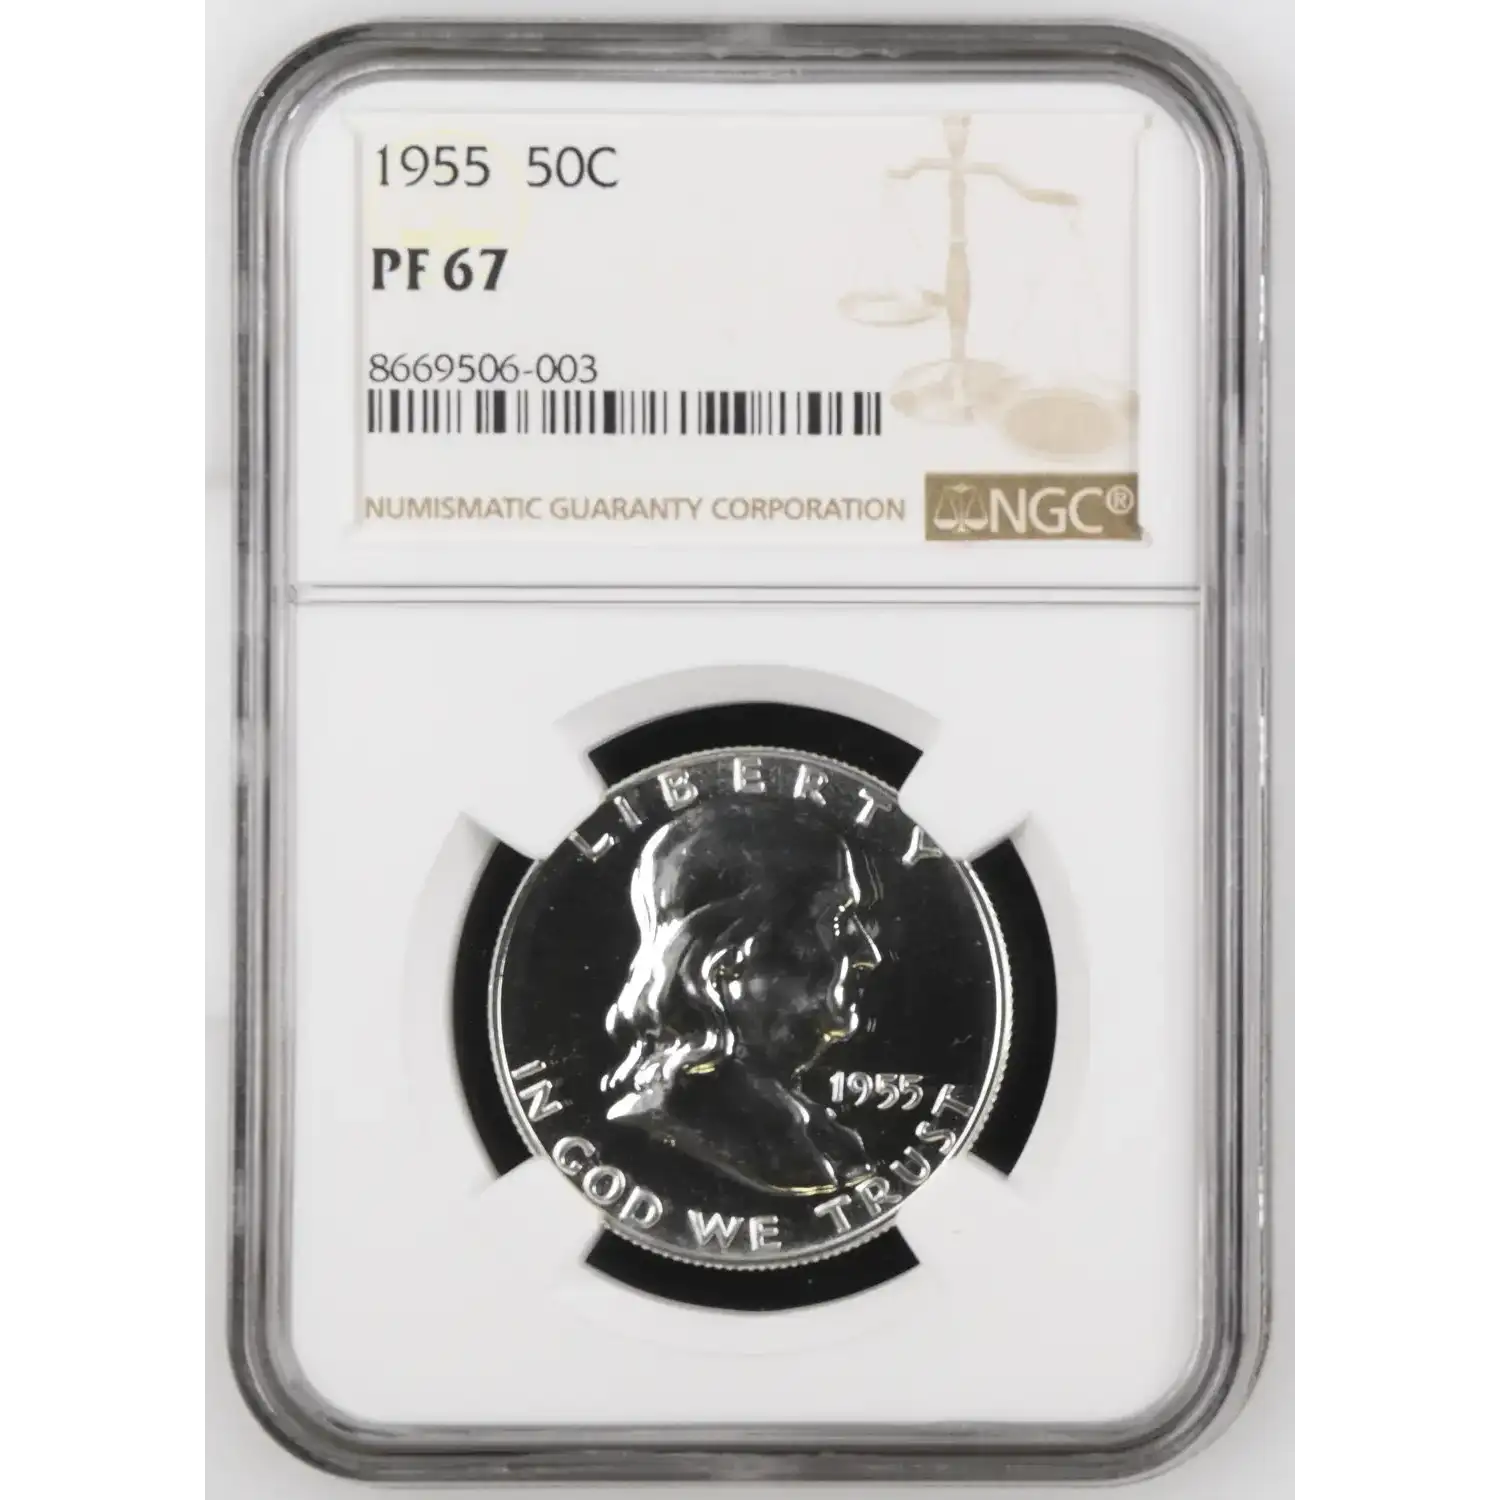 1955 50C
PF 67
8669506-003
NUMISMATIC GUARANTY CORPORATION NGC®
LIBERTY
1955
IN GOD WE TRUST